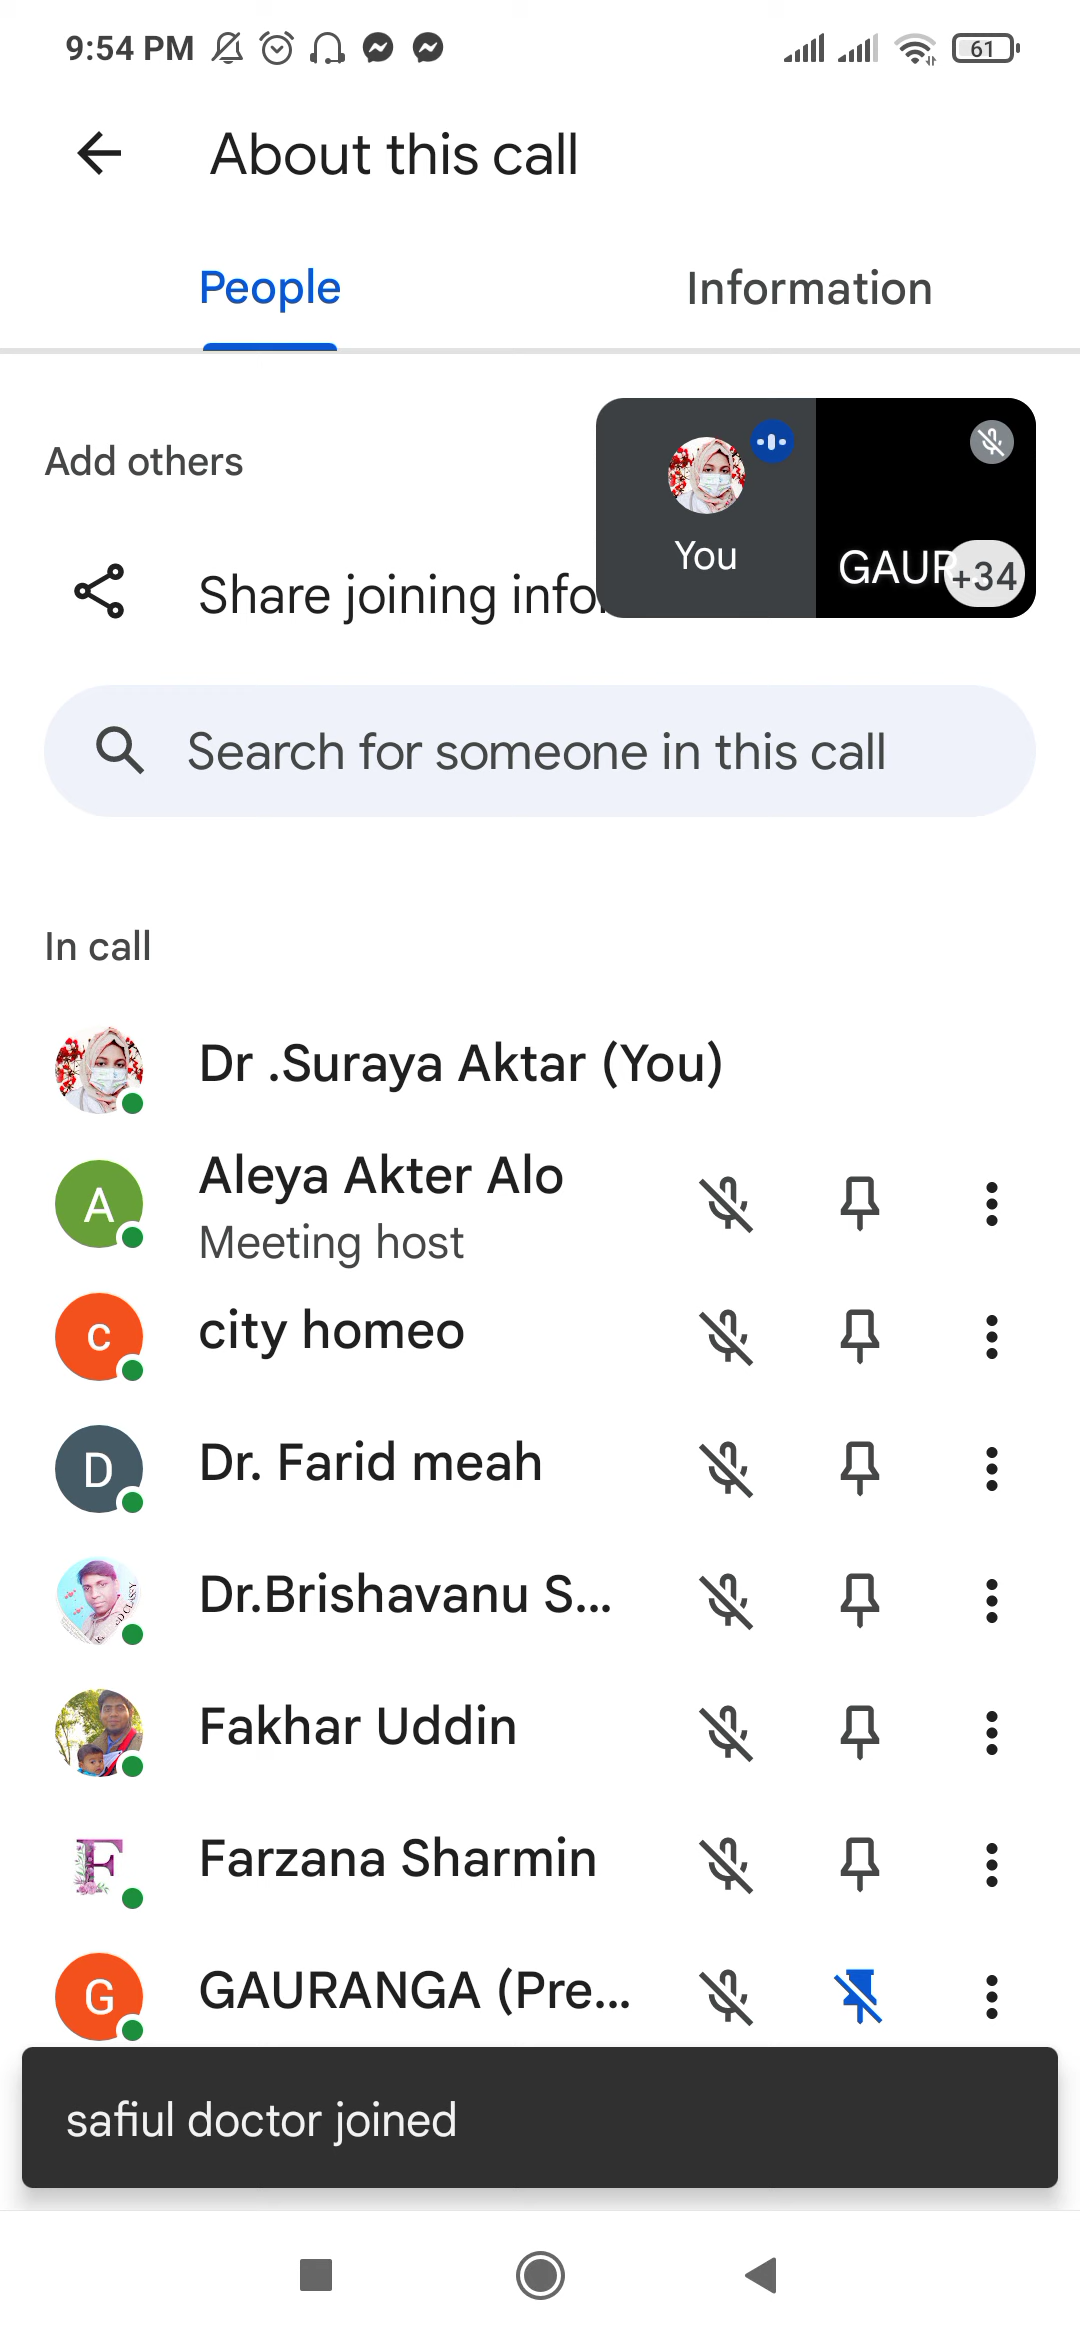 9:54 PM
61
About this call
People
Information
Add others
You
GAUR
+34
Share joining info
Search for someone in this call
In call
Dr .Suraya Aktar (You)
A
Aleya Akter Alo
Meeting host
c
city homeo
D
Dr. Farid meah
Dr.Brishavanu S...
Fakhar Uddin
F
Farzana Sharmin
G
GAURANGA (Pre...
safiul doctor joined